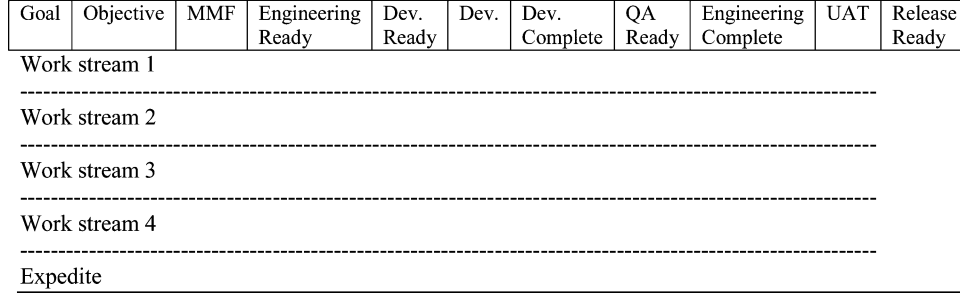 Goal Objective MMF Engineering Ready Dev. Ready Dev. Dev. Complete QA Ready Engineering Complete UAT Release Ready
Work stream 1
Work stream 2
Work stream 3
Work stream 4
Expedite